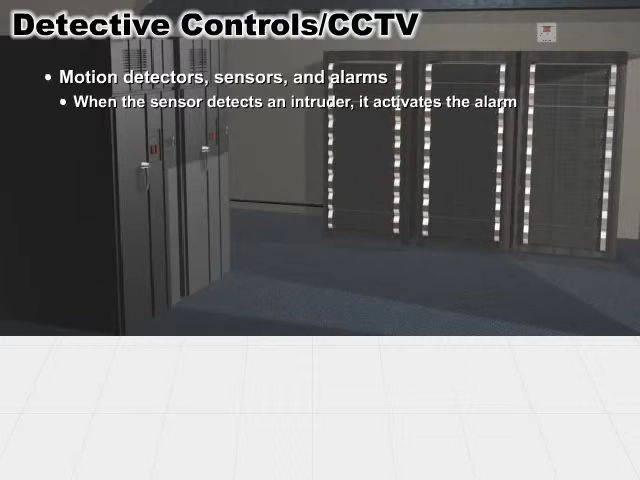 Detective Controls/CCTV
• Motion detectors, sensors, and alarms
• When the sensor detects an intruder, it activates the alarm